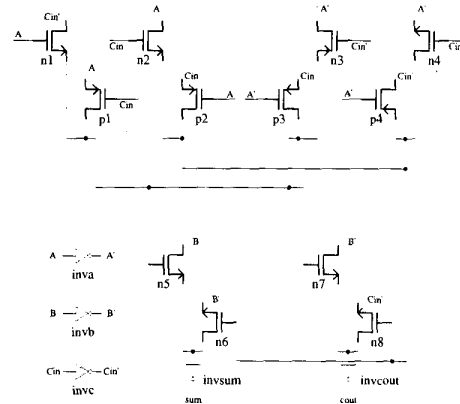 Cin' A A' A'
A Cin Cin' Cin
n1 n2 n3 n4
A Cin Cin Cin'
Cin A A' A'
p1 p2 p3 p4
B B'
A A'
inva n5 n7
B' Cin'
B B'
invb n6 n8
Cin Cin' invsum invcout
invc
sum cout